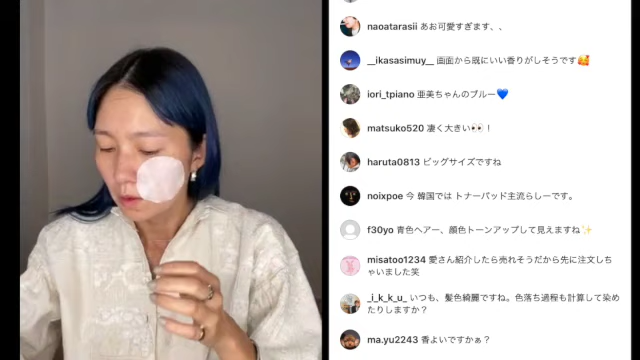 naoatarasii あお可愛すぎます、、
__ikasasimuy__ 画面から既にいい香りがしそうです🥰
iori_tpiano 亜美ちゃんのブルー💙
matsuko520 凄く大きい👀！
haruta0813 ビッグサイズですね
noixpoe 今 韓国では トナーパッド主流らしーです。
f30yo 青色ヘアー、顔色トーンアップして見えますね✨
misatoo1234 愛さん紹介したら売れそうだから先に注文しち
ゃいました笑
_i_k_k_u_ いつも、髪色綺麗ですね。色落ち過程も計算して染め
たりしますか？
ma.yu2243 香よいですかぁ？